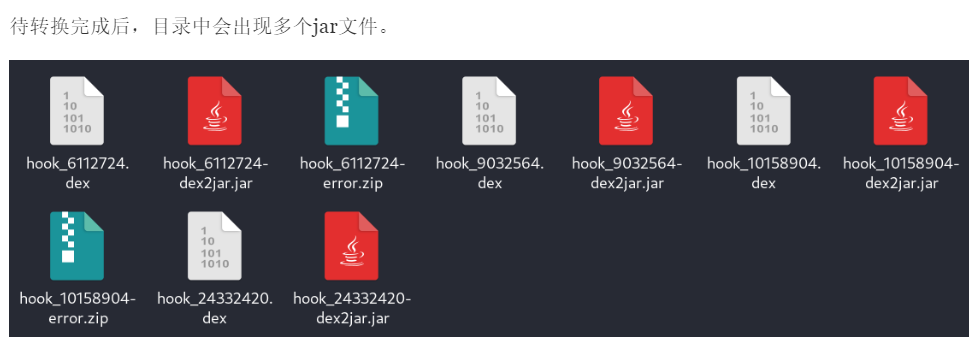 待转换完成后，目录中会出现多个jar文件。
1
10
101
1010
1
10
101
1010
1
10
101
1010
hook_6112724.
dex
hook_6112724-
dex2jar.jar
hook_6112724-
error.zip
hook_9032564.
dex
hook_9032564-
dex2jar.jar
hook_10158904.
dex
hook_10158904-
dex2jar.jar
1
10
101
1010
hook_10158904-
error.zip
hook_24332420.
dex
hook_24332420-
dex2jar.jar